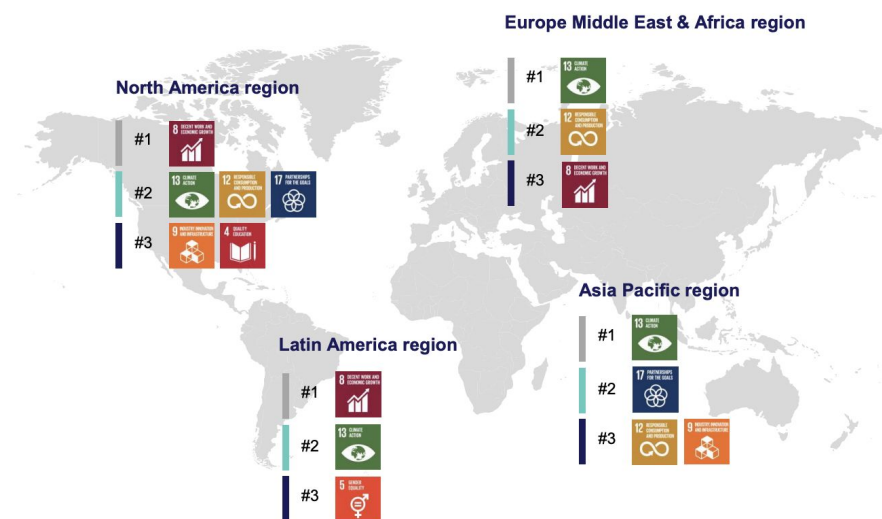 Europe Middle East & Africa region
#1
13 CLIMATE
ACTION
#2
12 RESPONSIBLE
CONSUMPTION
AND PRODUCTION
#3
8 DECENT WORK AND
ECONOMIC GROWTH
North America region
#1
8 DECENT WORK AND
ECONOMIC GROWTH
#2
13 CLIMATE
ACTION
12 RESPONSIBLE
CONSUMPTION
AND PRODUCTION
17 PARTNERSHIPS
FOR THE GOALS
#3
9 INDUSTRY, INNOVATION
AND INFRASTRUCTURE
4 QUALITY
EDUCATION
Asia Pacific region
#1
13 CLIMATE
ACTION
#2
17 PARTNERSHIPS
FOR THE GOALS
#3
12 RESPONSIBLE
CONSUMPTION
AND PRODUCTION
9 INDUSTRY, INNOVATION
AND INFRASTRUCTURE
Latin America region
#1
8 DECENT WORK AND
ECONOMIC GROWTH
#2
13 CLIMATE
ACTION
#3
5 GENDER
EQUALITY